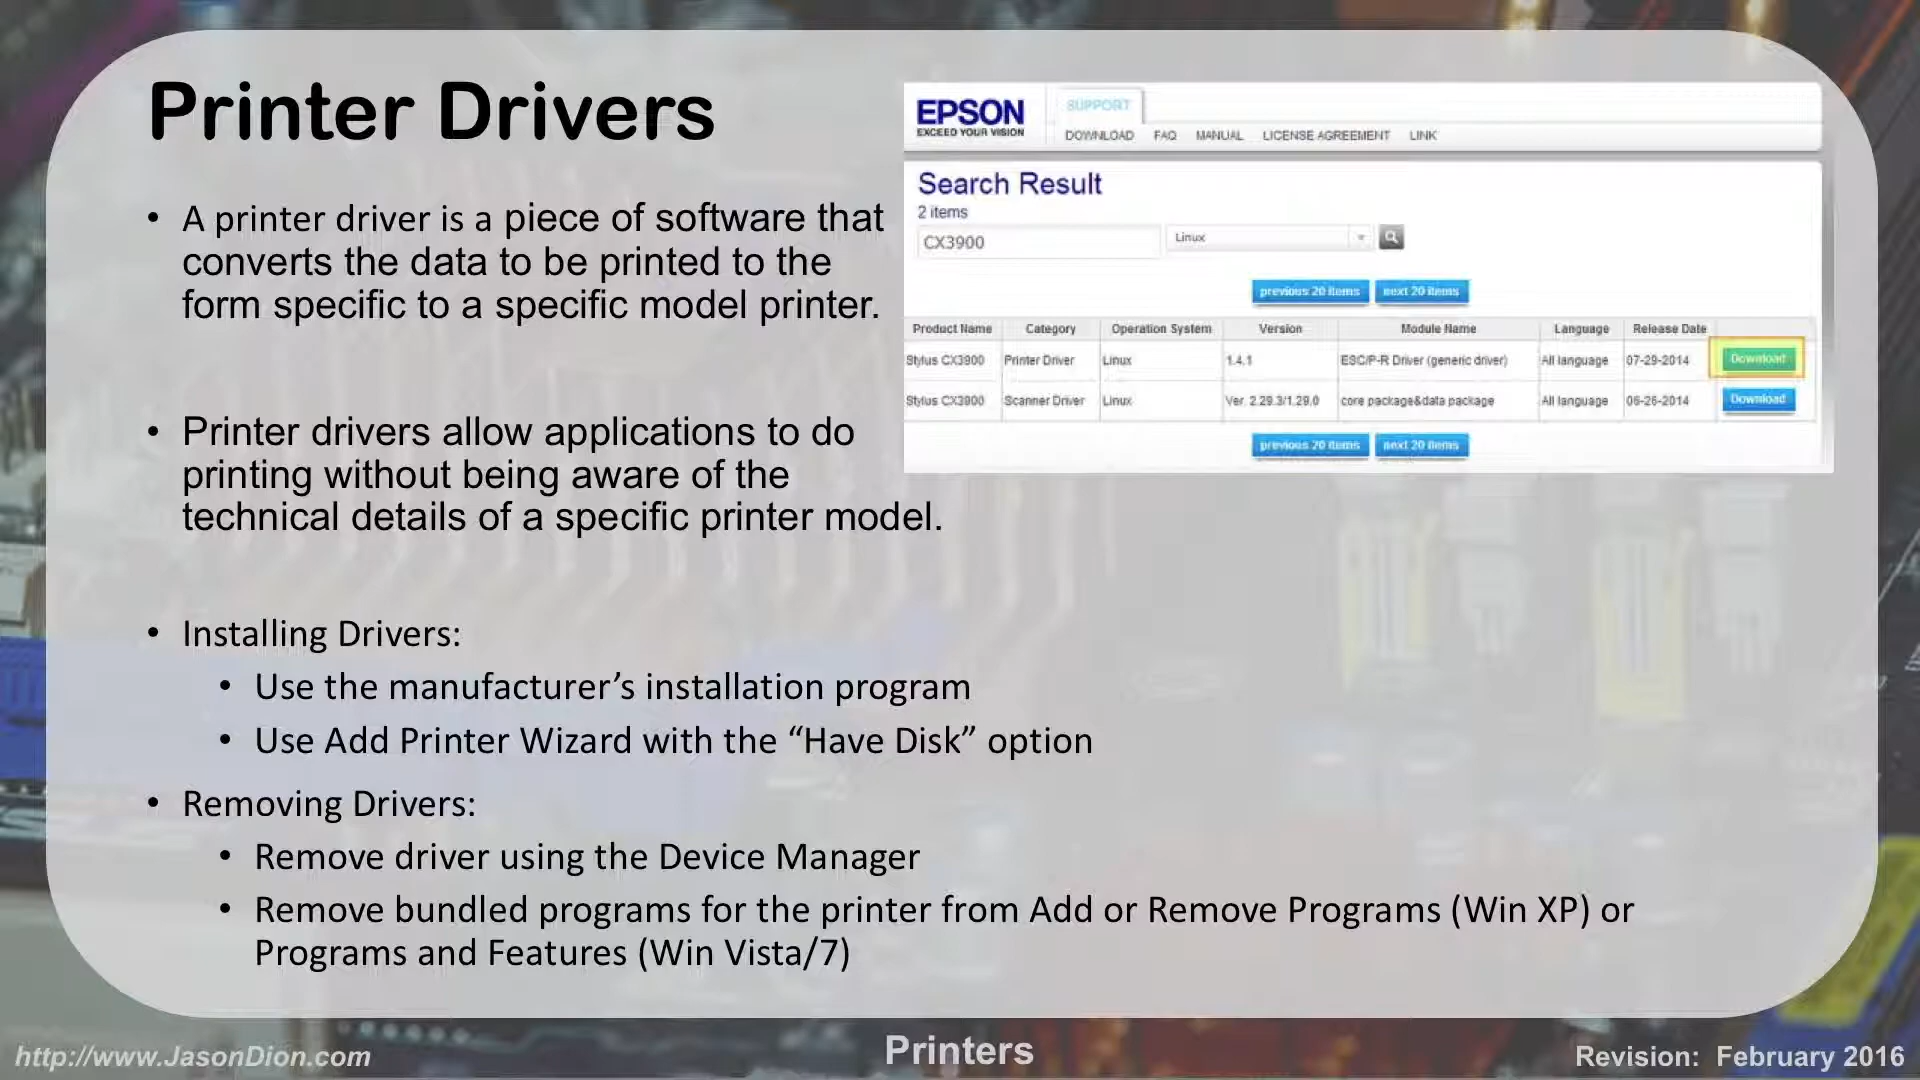 Printer Drivers
• A printer driver is a piece of software that
converts the data to be printed to the
form specific to a specific model printer.
• Printer drivers allow applications to do
printing without being aware of the
technical details of a specific printer model.
• Installing Drivers:
• Use the manufacturer’s installation program
• Use Add Printer Wizard with the “Have Disk” option
• Removing Drivers:
• Remove driver using the Device Manager
• Remove bundled programs for the printer from Add or Remove Programs (Win XP) or
Programs and Features (Win Vista/7)
EPSON
EXCEED YOUR VISION
SUPPORT
DOWNLOAD FAQ MANUAL LICENSE AGREEMENT LINK
Search Result
2 items
CX3900 Linux
previous 20 items next 20 items
Product Name Category Operation System Version Module Name Language Release Date
Stylus CX3900 Printer Driver Linux 1.4.1 ESC/P-R Driver (generic driver) All language 07-29-2014 Download
Stylus CX3900 Scanner Driver Linux Ver. 2.29.3/1.29.0 core package&data package All language 06-26-2014 Download
previous 20 items next 20 items
http://www.JasonDion.com
Printers
Revision: February 2016